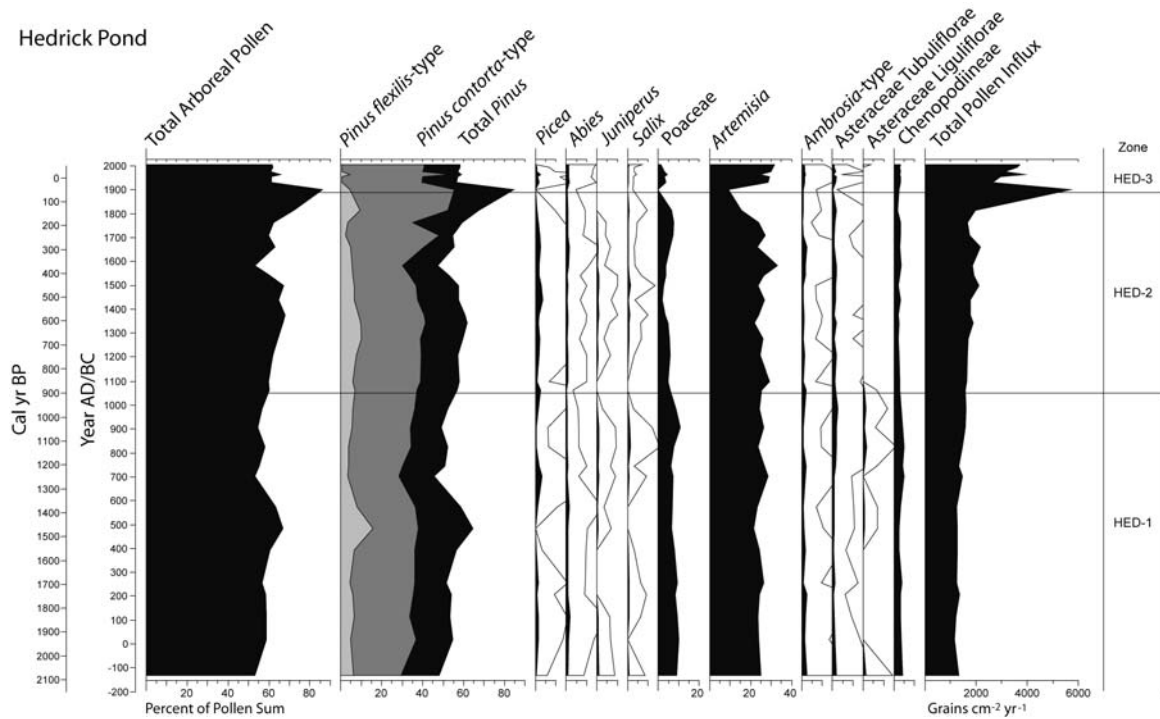 Hedrick Pond
Total Arboreal Pollen
Pinus flexilis-type
Pinus contorta-type
Total Pinus
Picea
Abies
Juniperus
Salix
Poaceae
Artemisia
Ambrosia-type
Asteraceae Tubuliflorae
Asteraceae Liguliflorae
Chenopodiineae
Total Pollen Influx
Zone
Cal yr BP
0
100
200
300
400
500
600
700
800
900
1000
1100
1200
1300
1400
1500
1600
1700
1800
1900
2000
2100
Year AD/BC
2000
1900
1800
1700
1600
1500
1400
1300
1200
1100
1000
900
800
700
600
500
400
300
200
100
0
-100
-200
HED-3
HED-2
HED-1
0 20 40 60 80
0 20 40 60 80
20
20 40
2000 4000 6000
Percent of Pollen Sum
Grains cm-2 yr-1